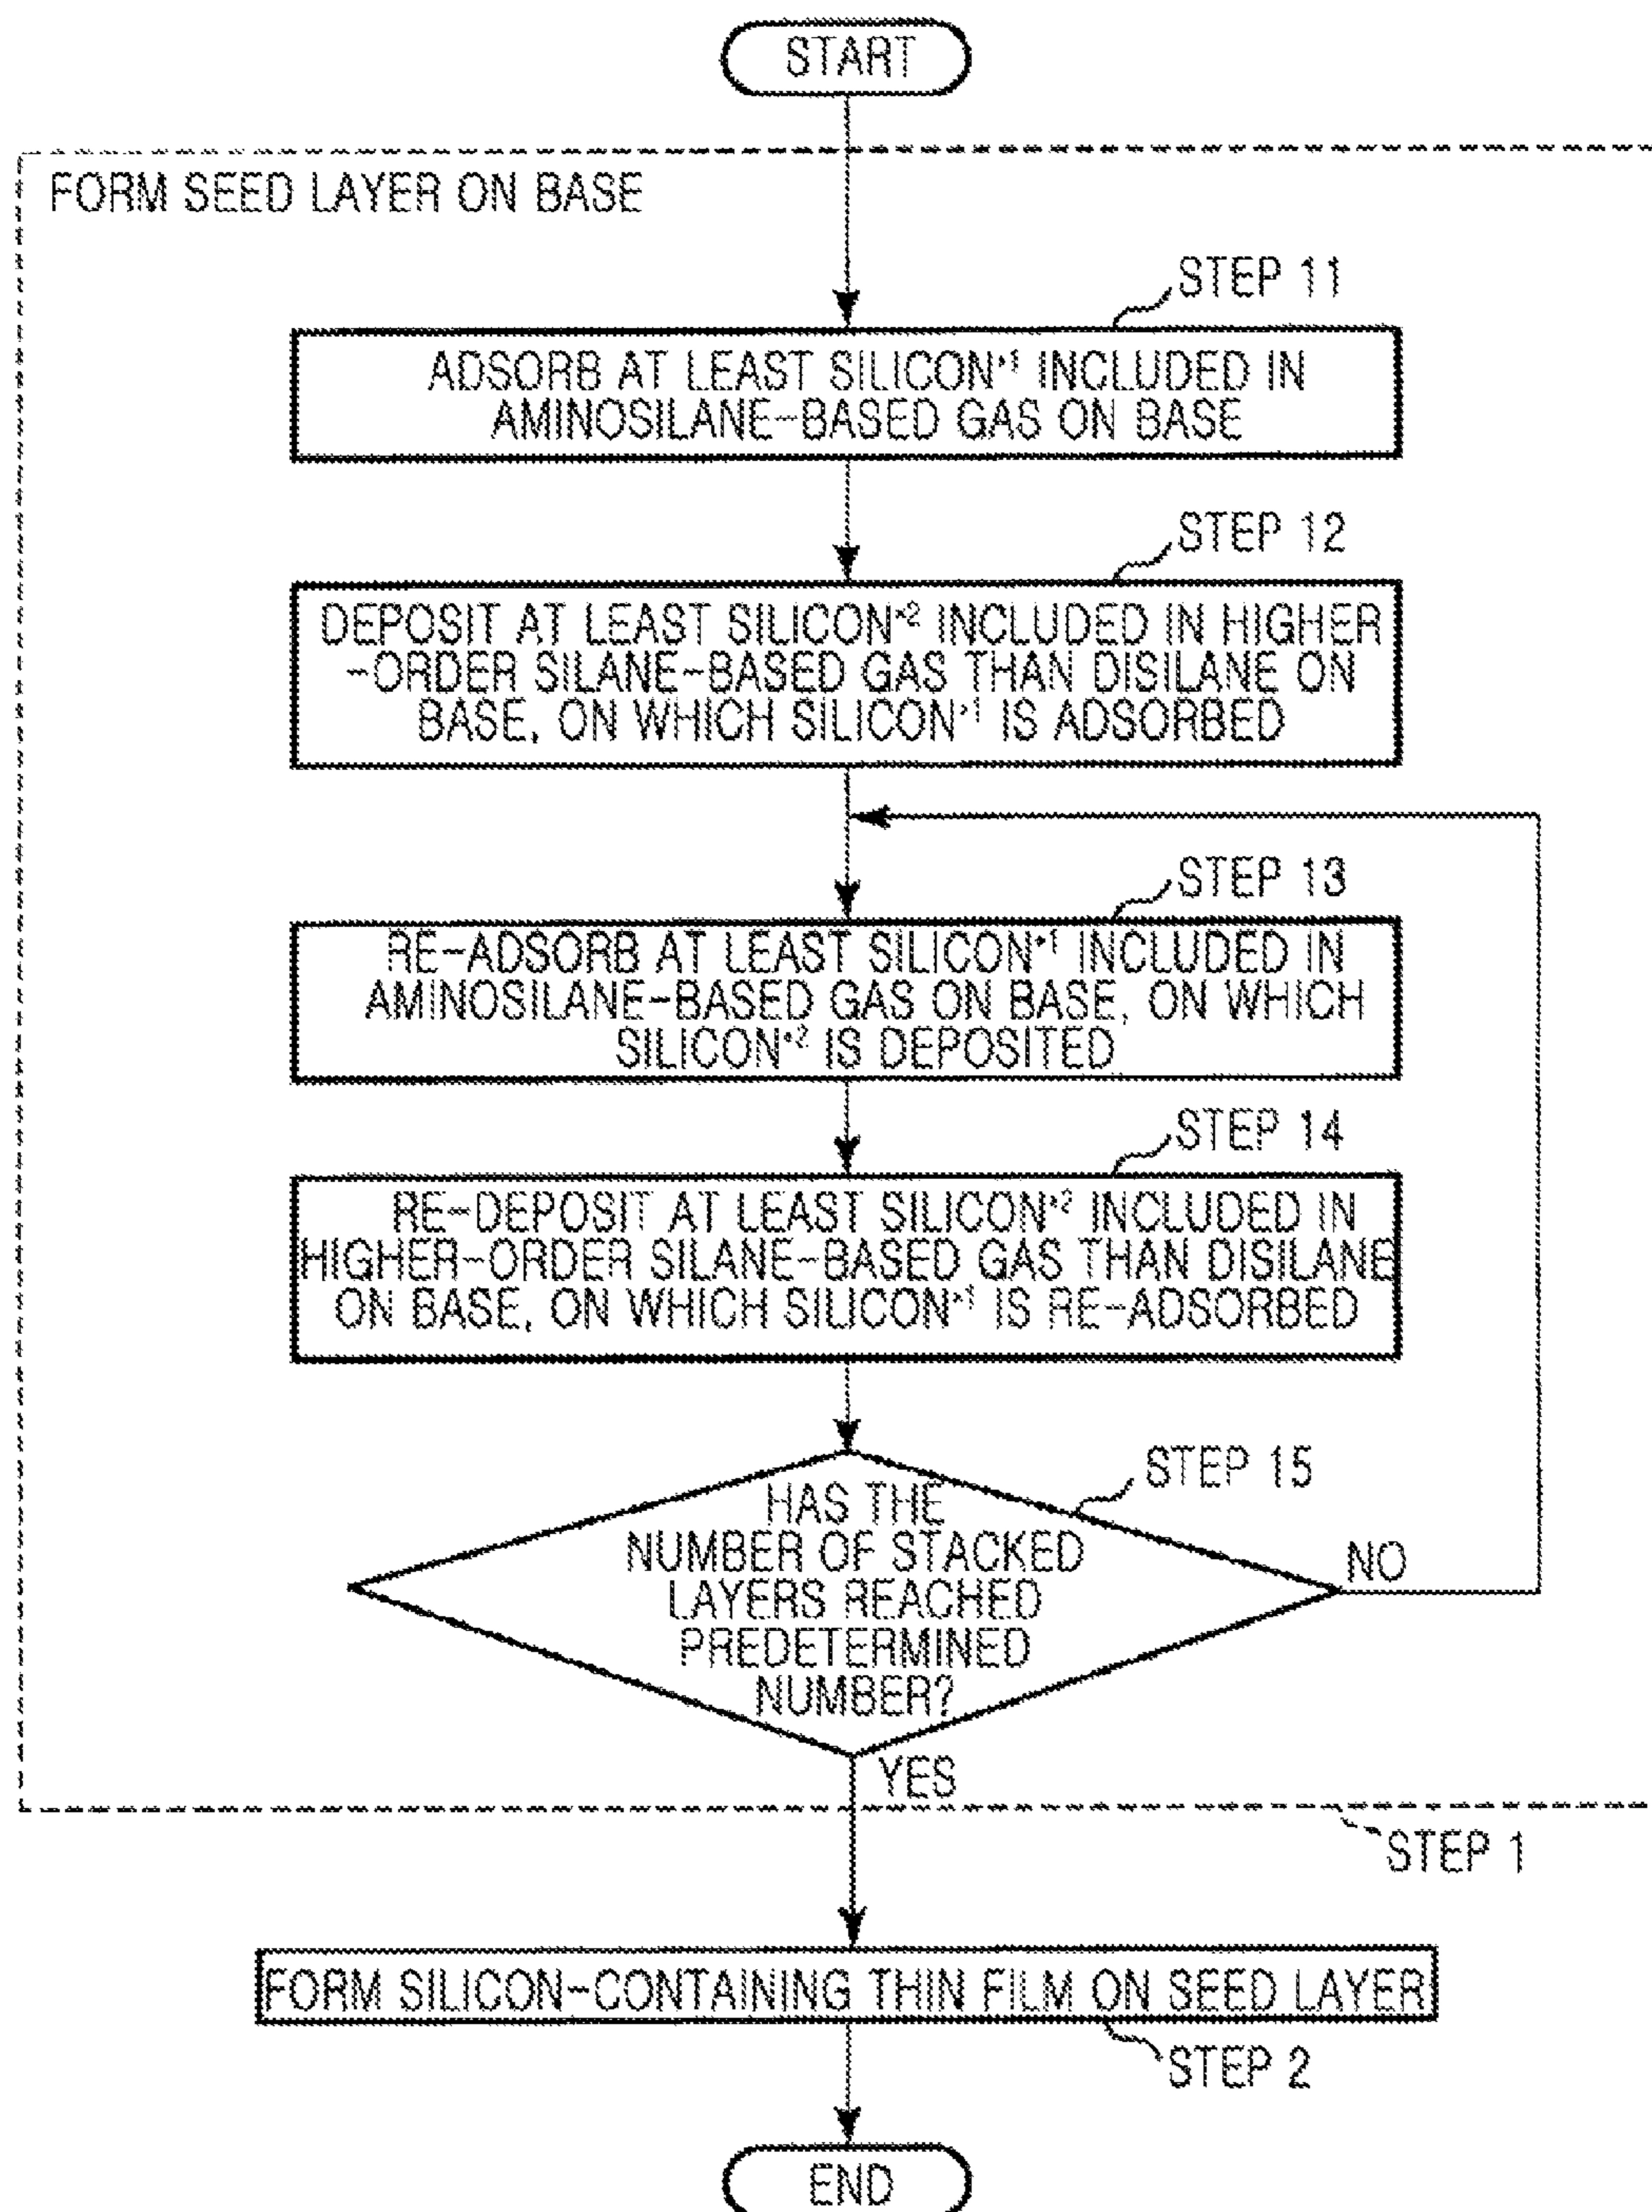 START
FORM SEED LAYER ON BASE
STEP 11
ADSORB AT LEAST SILICON*1 INCLUDED IN
AMINOSILANE-BASED GAS ON BASE
STEP 12
DEPOSIT AT LEAST SILICON*2 INCLUDED IN HIGHER
-ORDER SILANE-BASED GAS THAN DISILANE ON
BASE, ON WHICH SILICON*1 IS ADSORBED
STEP 13
RE-ADSORB AT LEAST SILICON*1 INCLUDED IN
AMINOSILANE-BASED GAS ON BASE, ON WHICH
SILICON*2 IS DEPOSITED
STEP 14
RE-DEPOSIT AT LEAST SILICON*2 INCLUDED IN
HIGHER-ORDER SILANE-BASED GAS THAN DISILANE
ON BASE, ON WHICH SILICON*1 IS RE-ADSORBED
STEP 15
HAS THE
NUMBER OF STACKED
LAYERS REACHED
PREDETERMINED
NUMBER?
NO
YES
STEP 1
FORM SILICON-CONTAINING THIN FILM ON SEED LAYER
STEP 2
END